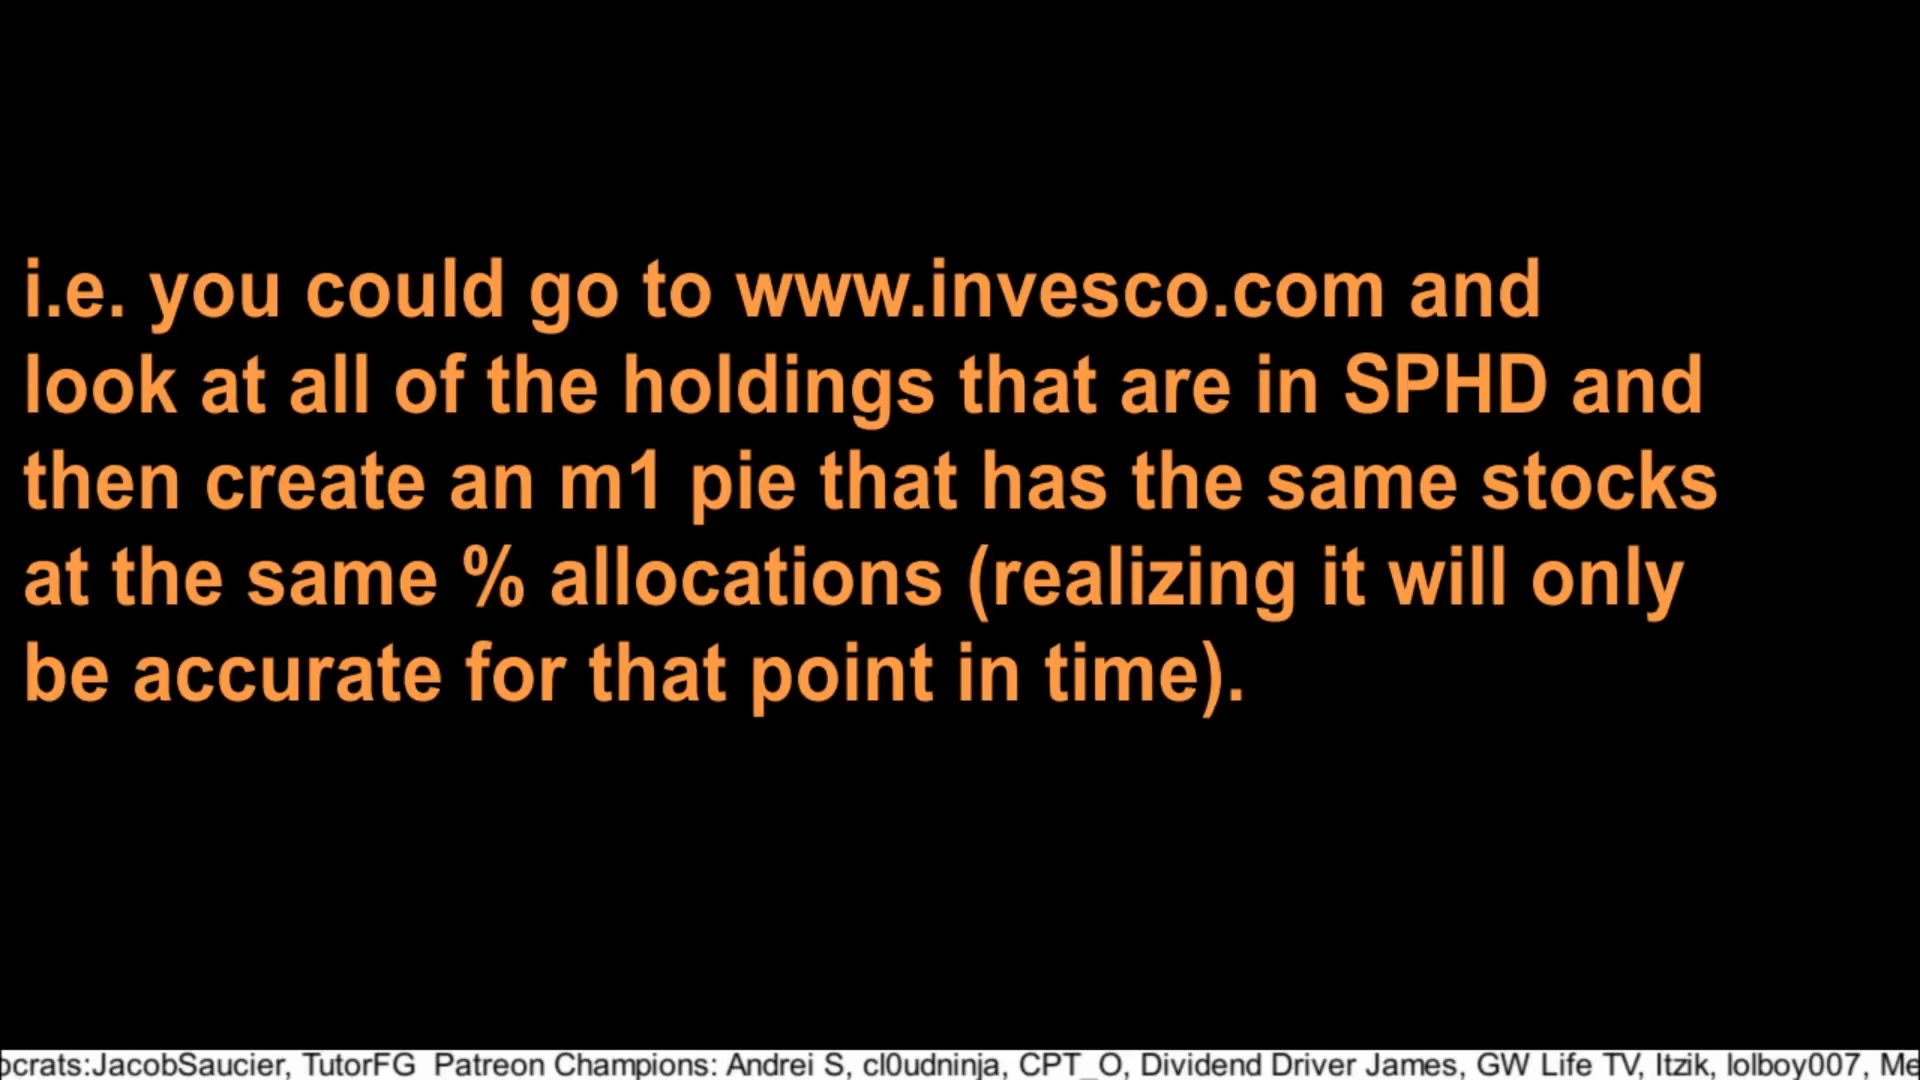 i.e. you could go to www.invesco.com and
look at all of the holdings that are in SPHD and
then create an m1 pie that has the same stocks
at the same % allocations (realizing it will only
be accurate for that point in time).
JacobSaucier, TutorFG Patreon Champions: Andrei S, cl0udninja, CPT_O, Dividend Driver James, GW Life TV, Itzik, lolboy007,